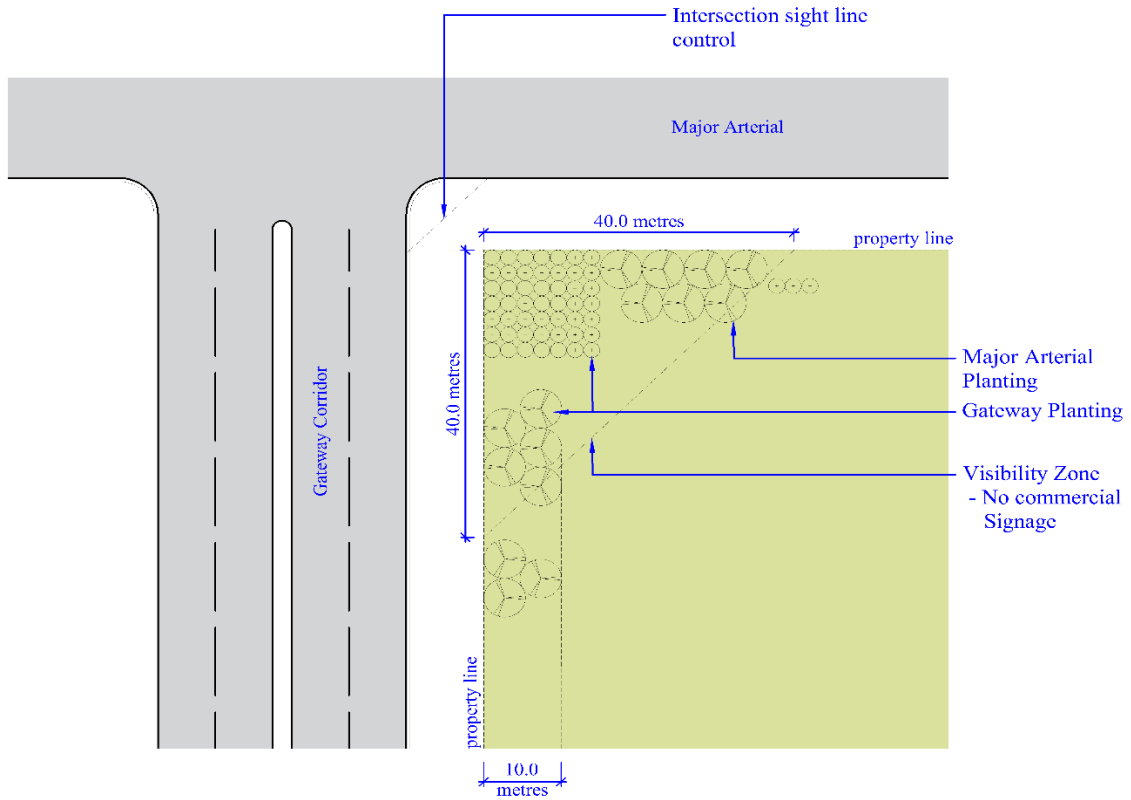 Intersection sight line
control
Major Arterial
40.0 metres
property line
40.0 metres
Gateway Corridor
Major Arterial
Planting
Gateway Planting
Visibility Zone
- No commercial
Signage
property line
10.0
metres